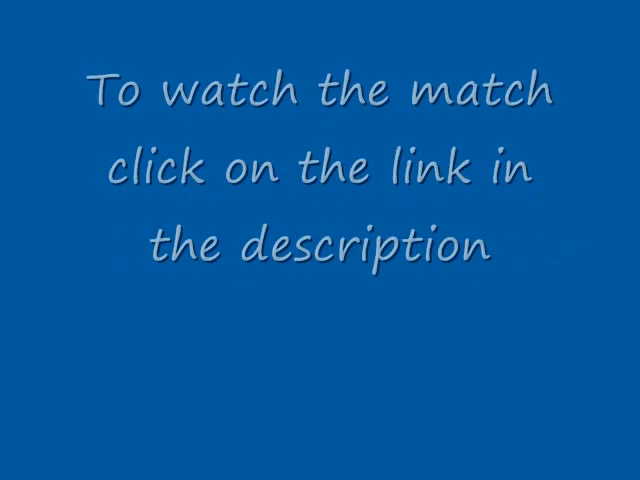 To watch the match
click on the link in
the description